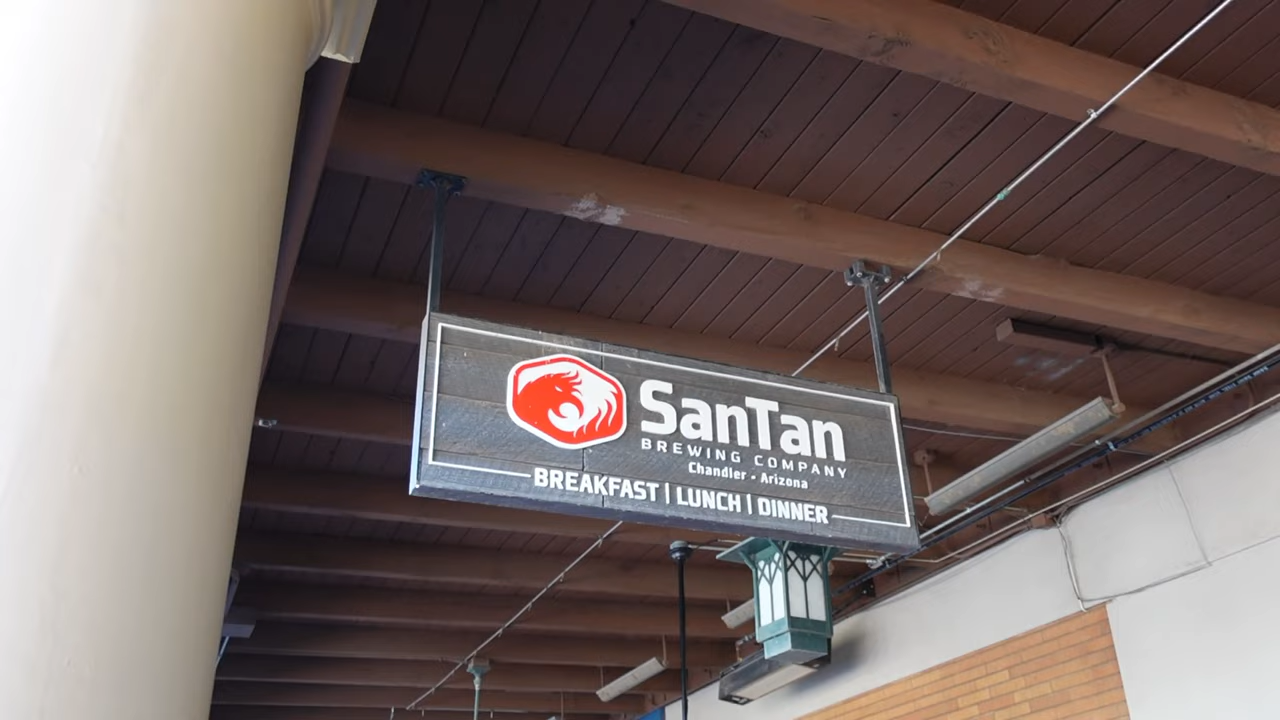 SanTan
BREWING COMPANY
Chandler • Arizona
BREAKFAST | LUNCH | DINNER